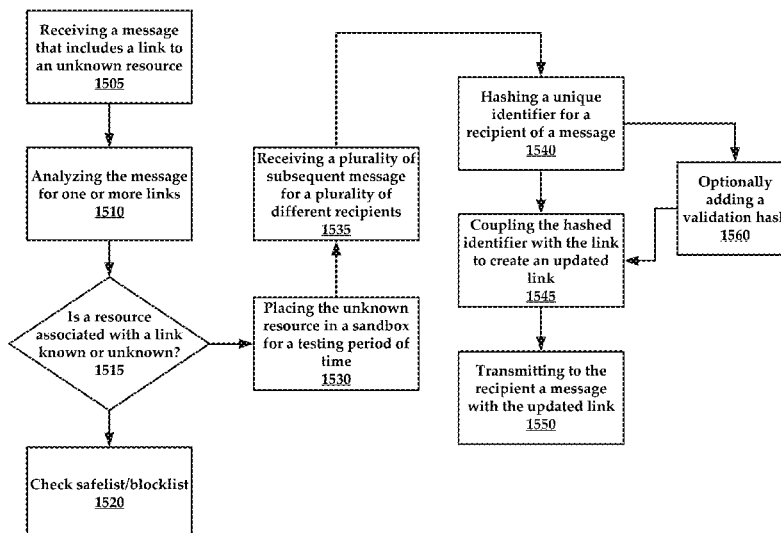 Receiving a message
that includes a link to
an unknown resource
1505
Analyzing the message
for one or more links
1510
Is a resource
associated with a link
known or unknown?
1515
Check safelist/blocklist
1520
Placing the unknown
resource in a sandbox
for a testing period of
time
1530
Receiving a plurality of
subsequent message
for a plurality of
different recipients
1535
Hashing a unique
identifier for a
recipient of a message
1540
Optionally
adding a
validation hash
1560
Coupling the hashed
identifier with the link
to create an updated
link
1545
Transmitting to the
recipient a message
with the updated link
1550